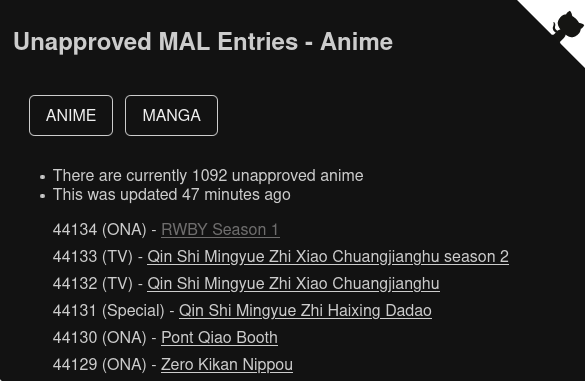 Unapproved MAL Entries - Anime
ANIME MANGA
There are currently 1092 unapproved anime
This was updated 47 minutes ago
44134 (ONA) - RWBY Season 1
44133 (TV) - Qin Shi Mingyue Zhi Xiao Chuangjianghu season 2
44132 (TV) - Qin Shi Mingyue Zhi Xiao Chuangjianghu
44131 (Special) - Qin Shi Mingyue Zhi Haixing Dadao
44130 (ONA) - Pont Qiao Booth
44129 (ONA) - Zero Kikan Nippou